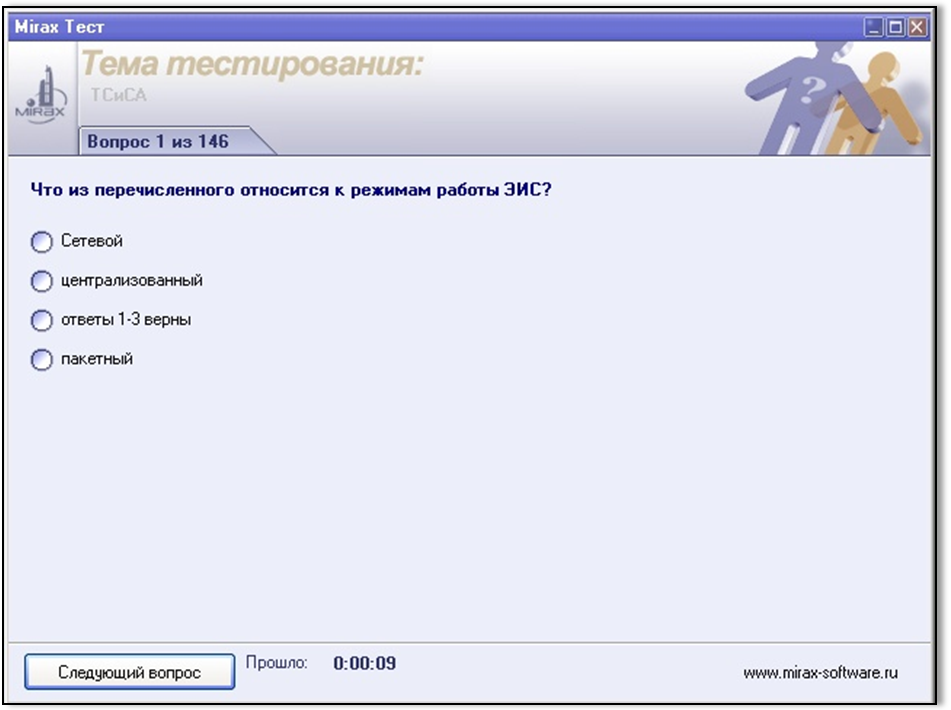 Mirax Тест
Тема тестирования:
ТСиСА
MIRAX
Вопрос 1 из 146
Что из перечисленного относится к режимам работы ЭИС?
Сетевой
централизованный
ответы 1-3 верны
пакетный
Следующий вопрос
Прошло: 0:00:09
www.mirax-software.ru